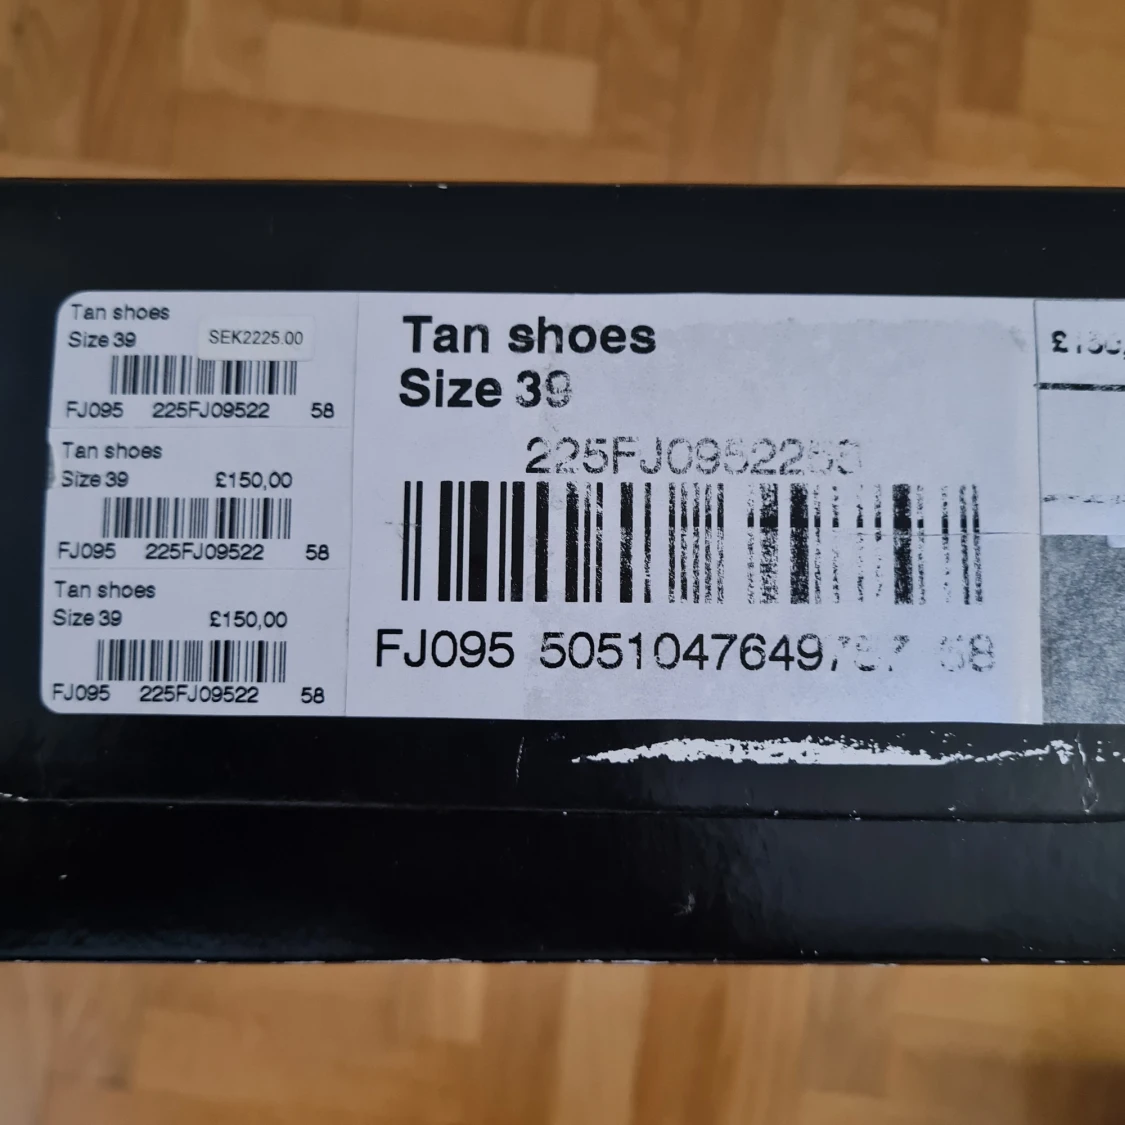 Tan shoes
Size 39 SEK2225.00
FJ095 225FJ09522 58
Tan shoes
Size 39 £150,00
FJ095 225FJ09522 58
Tan shoes
Size 39 £150,00
FJ095 225FJ09522 58
Tan shoes
Size 39
FJ095